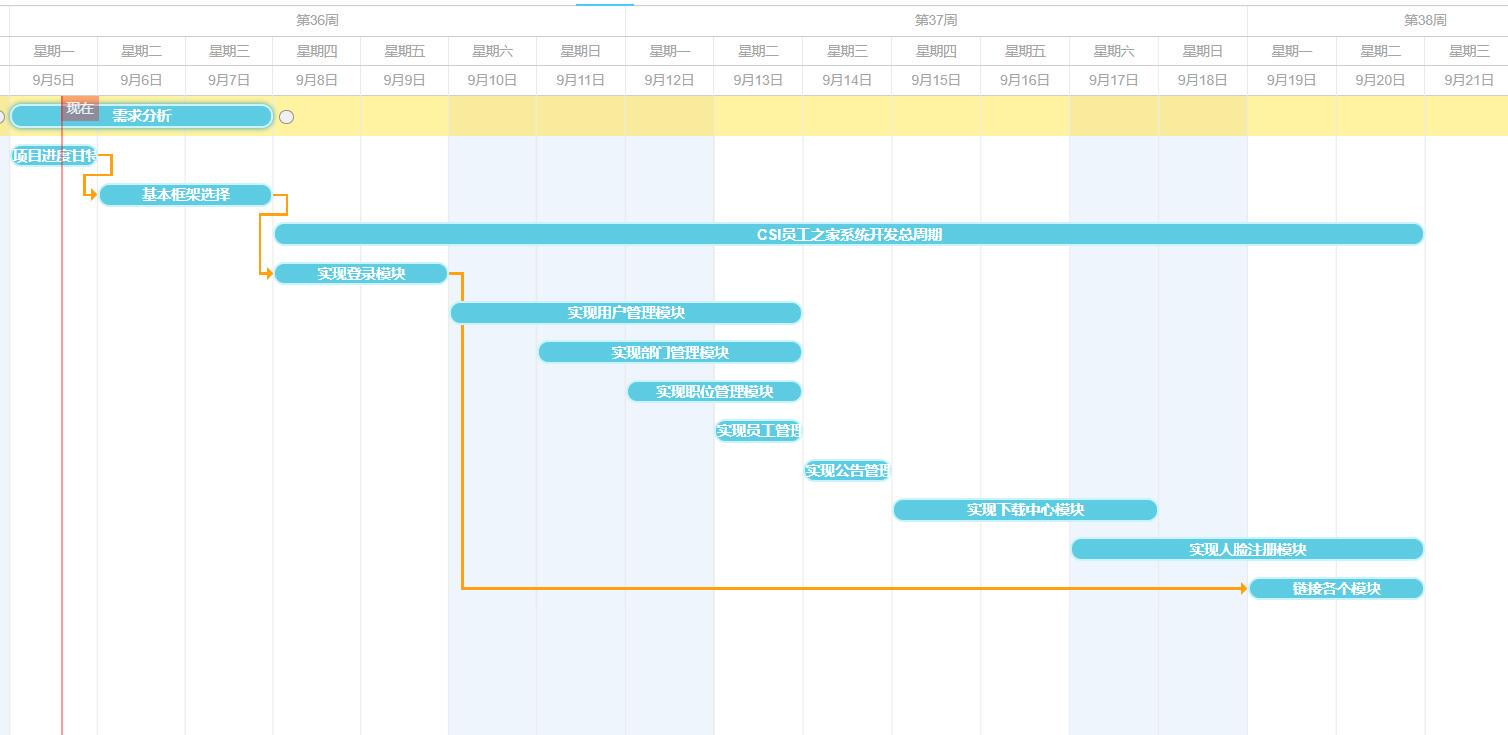 第36周 第37周 第38周
星期一 星期二 星期三 星期四 星期五 星期六 星期日 星期一 星期二 星期三 星期四 星期五 星期六 星期日 星期一 星期二 星期三
9月5日 9月6日 9月7日 9月8日 9月9日 9月10日 9月11日 9月12日 9月13日 9月14日 9月15日 9月16日 9月17日 9月18日 9月19日 9月20日 9月21日
现在 需求分析
项目进度甘特
基本框架选择
CSI员工之家系统开发总周期
实现登录模块
实现用户管理模块
实现部门管理模块
实现职位管理模块
实现员工管理
实现公告管理
实现下载中心模块
实现人脸注册模块
链接各个模块